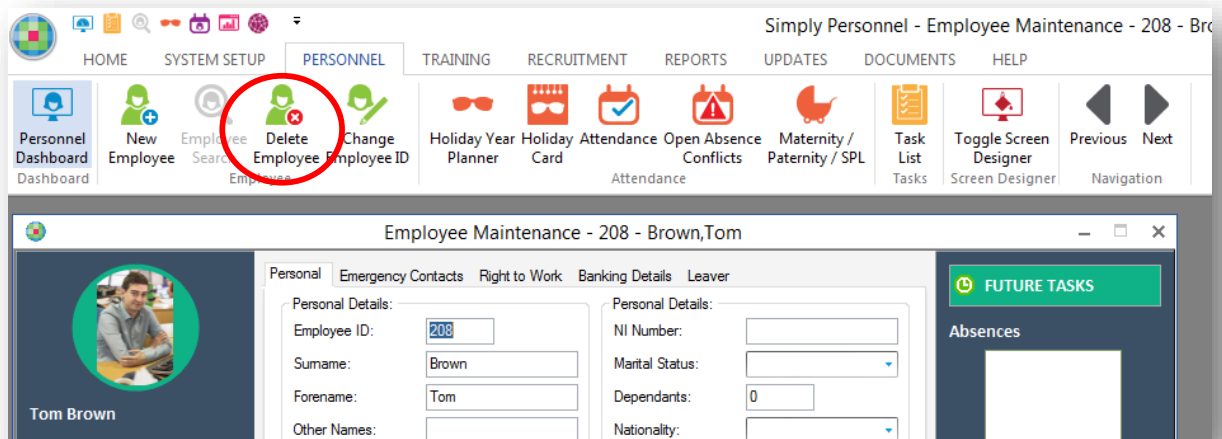 Simply Personnel - Employee Maintenance - 208 - Bro
HOME SYSTEM SETUP PERSONNEL TRAINING RECRUITMENT REPORTS UPDATES DOCUMENTS HELP
Personnel New Employee Delete Change Holiday Year Holiday Attendance Open Absence Maternity / Task Toggle Screen Previous Next
Dashboard Employee Search Employee Employee ID Planner Card Conflicts Paternity / SPL List Designer
Dashboard Employee Attendance Tasks Screen Designer Navigation
Employee Maintenance - 208 - Brown,Tom
Personal Emergency Contacts Right to Work Banking Details Leaver
FUTURE TASKS
Personal Details: Personal Details:
Employee ID: 208 NI Number:
Absences
Surname: Brown Marital Status:
Forename: Tom Dependants: 0
Tom Brown
Other Names: Nationality: